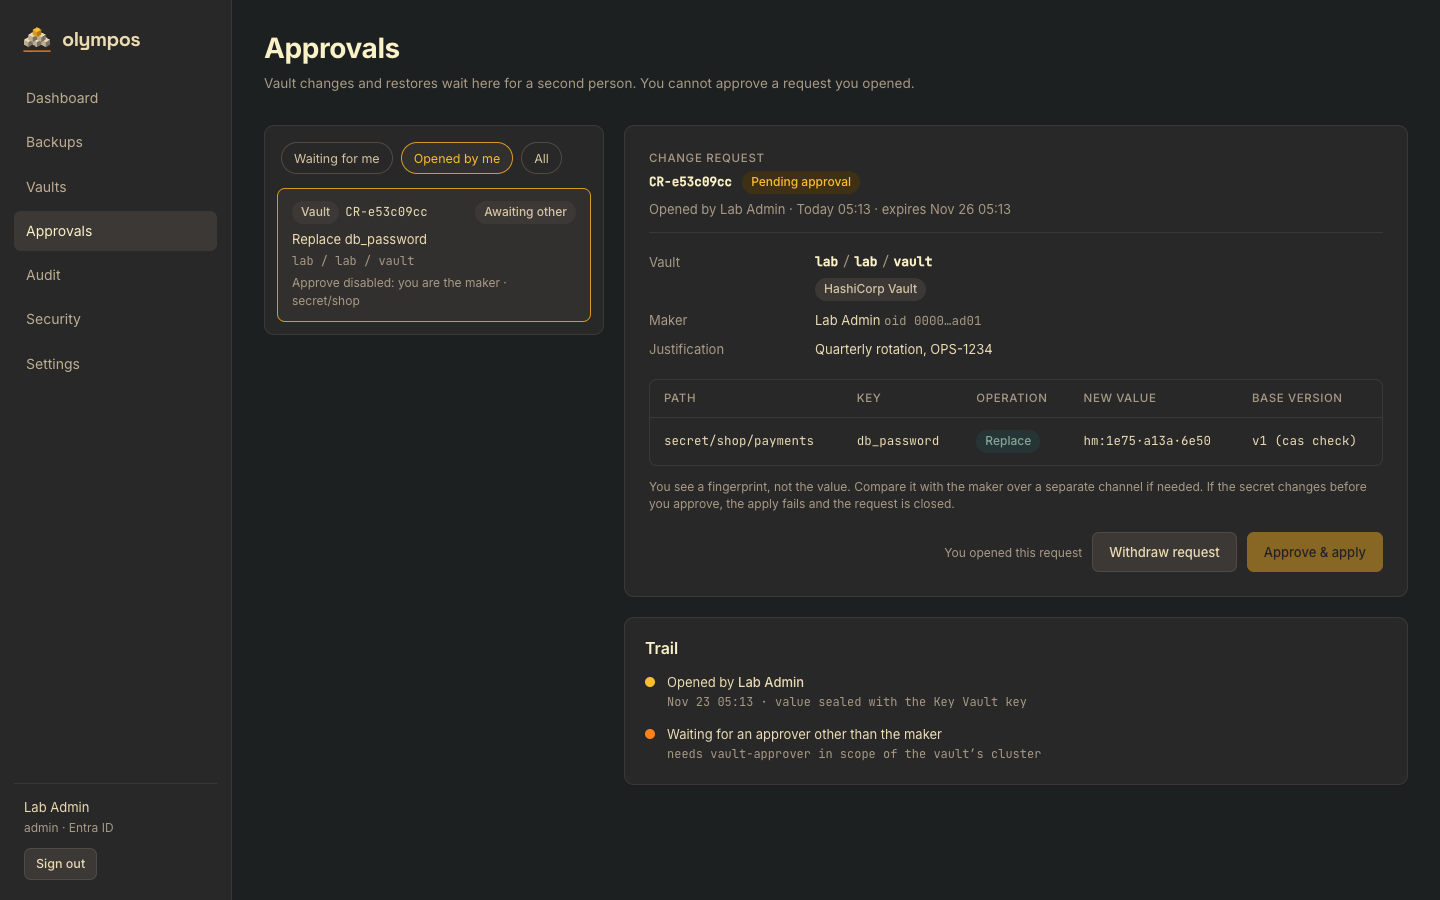 olympos
Dashboard
Backups
Vaults
Approvals
Audit
Security
Settings
Lab Admin
admin · Entra ID
Sign out
Approvals
Vault changes and restores wait here for a second person. You cannot approve a request you opened.
Waiting for me
Opened by me
All
Vault CR-e53c09cc Awaiting other
Replace db_password
lab / lab / vault
Approve disabled: you are the maker ·
secret/shop
CHANGE REQUEST
CR-e53c09cc Pending approval
Opened by Lab Admin · Today 05:13 · expires Nov 26 05:13
Vault lab / lab / vault
HashiCorp Vault
Maker Lab Admin oid 0000…ad01
Justification Quarterly rotation, OPS-1234
PATH KEY OPERATION NEW VALUE BASE VERSION
secret/shop/payments db_password Replace hm:1e75·a13a·6e50 v1 (cas check)
You see a fingerprint, not the value. Compare it with the maker over a separate channel if needed. If the secret changes before
you approve, the apply fails and the request is closed.
You opened this request Withdraw request Approve & apply
Trail
Opened by Lab Admin
Nov 23 05:13 · value sealed with the Key Vault key
Waiting for an approver other than the maker
needs vault-approver in scope of the vault’s cluster